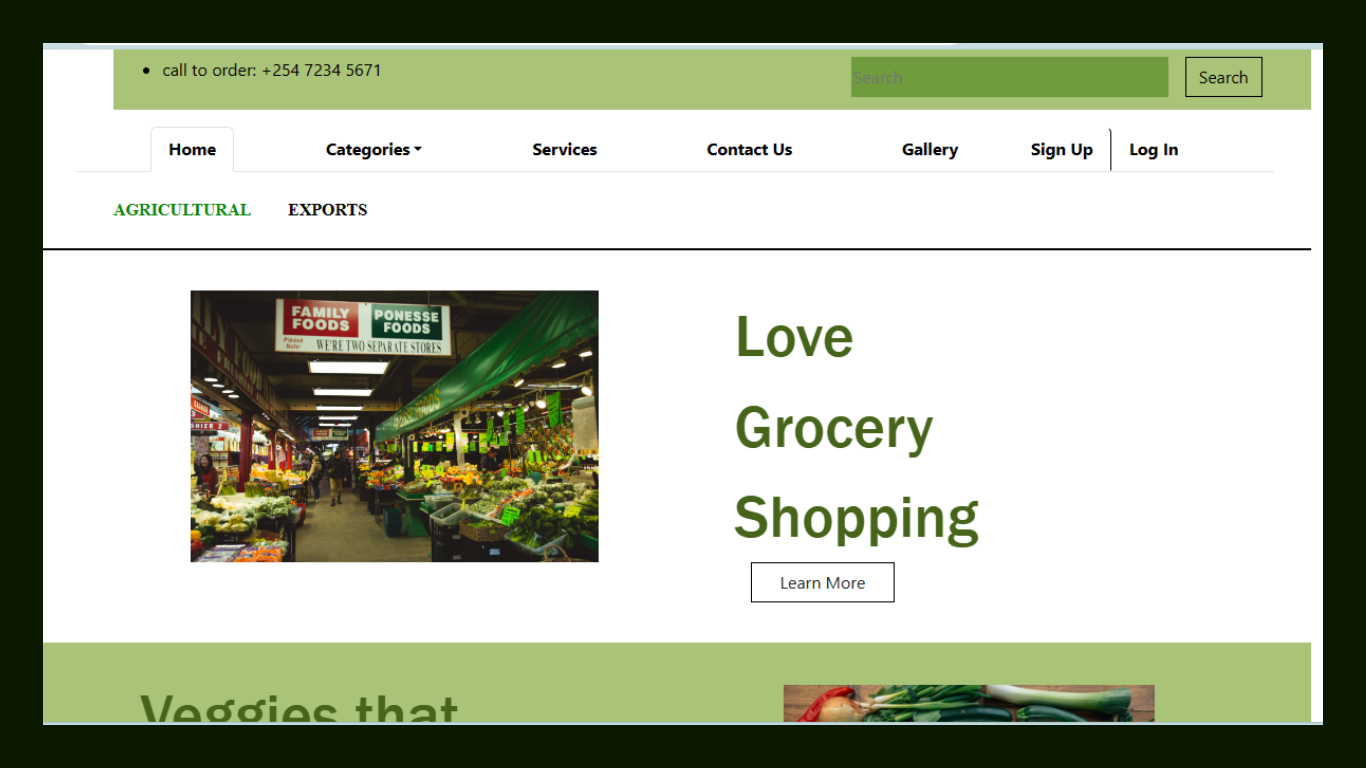 call to order: +254 7234 5671
Search
Search
Home
Categories
Services
Contact Us
Gallery
Sign Up
Log In
AGRICULTURAL
EXPORTS
FAMILY FOODS
PONESSE FOODS
Please Note:
WE'RE TWO SEPARATE STORES
Love
Grocery
Shopping
Learn More
Veggies that